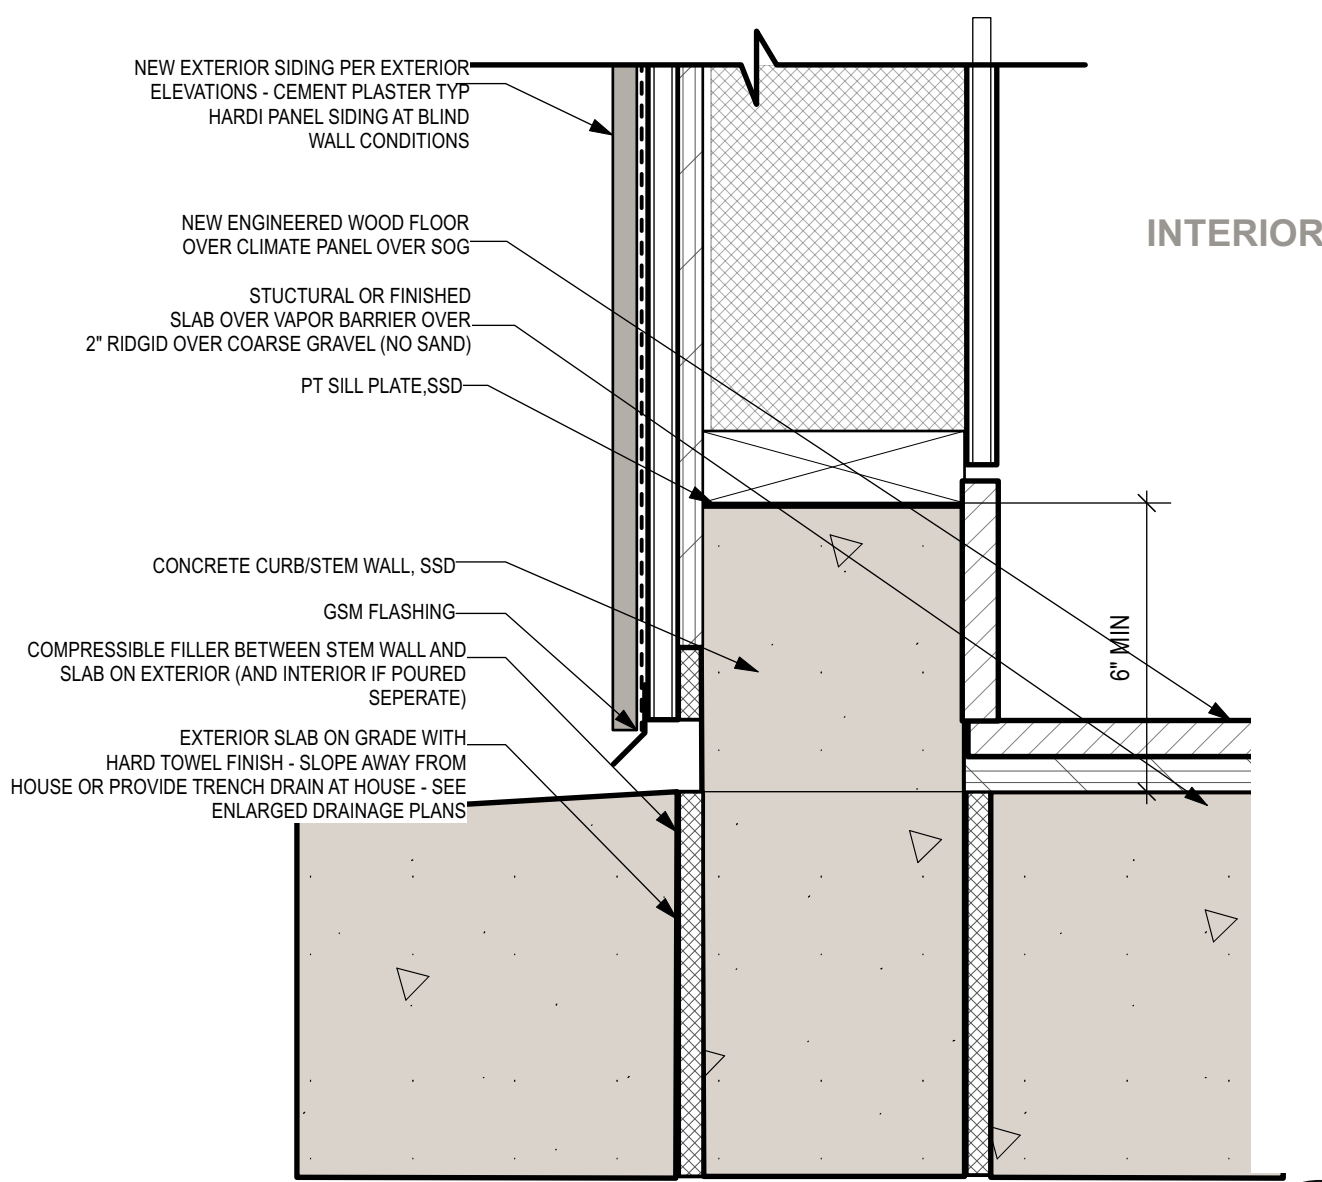 NEW EXTERIOR SIDING PER EXTERIOR
ELEVATIONS - CEMENT PLASTER TYP
HARDI PANEL SIDING AT BLIND
WALL CONDITIONS
INTERIOR
NEW ENGINEERED WOOD FLOOR
OVER CLIMATE PANEL OVER SOG
STUCTURAL OR FINISHED
SLAB OVER VAPOR BARRIER OVER
2" RIDGID OVER COARSE GRAVEL (NO SAND)
PT SILL PLATE,SSD
CONCRETE CURB/STEM WALL, SSD
GSM FLASHING
6" MIN
COMPRESSIBLE FILLER BETWEEN STEM WALL AND
SLAB ON EXTERIOR (AND INTERIOR IF POURED
SEPERATE)
EXTERIOR SLAB ON GRADE WITH
HARD TOWEL FINISH - SLOPE AWAY FROM
HOUSE OR PROVIDE TRENCH DRAIN AT HOUSE - SEE
ENLARGED DRAINAGE PLANS